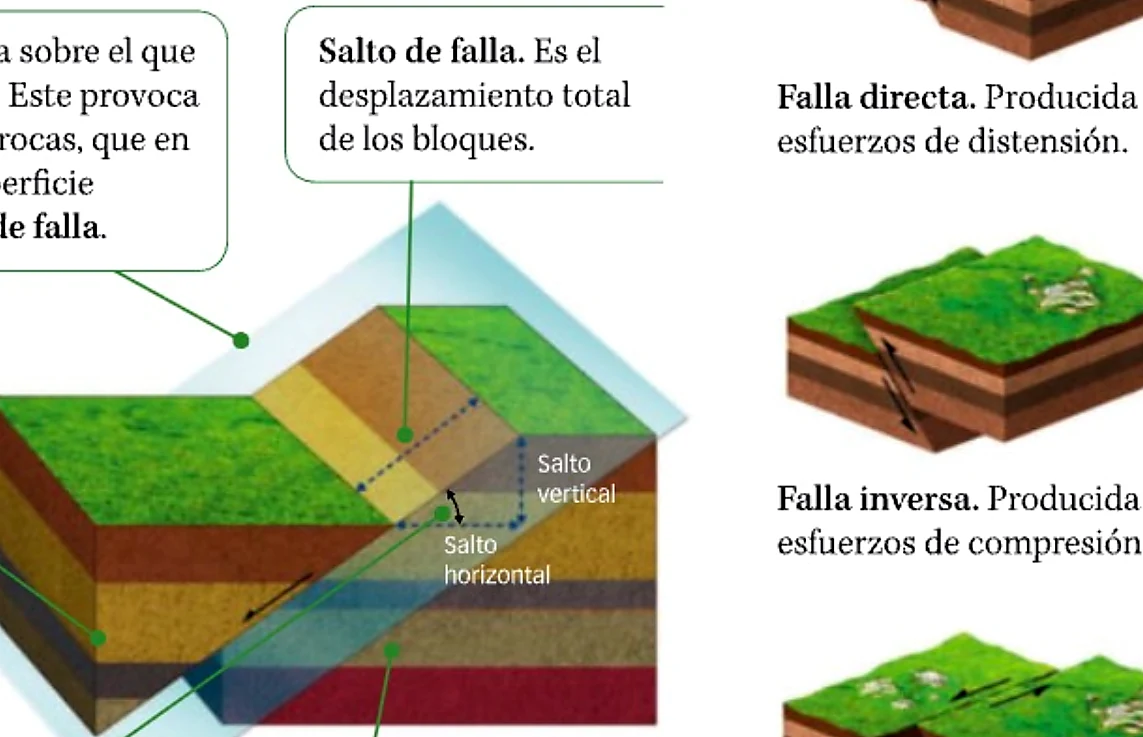 a sobre el que
Este provoca
rocas, que en
erficie
de falla.
Salto de falla. Es el
desplazamiento total
de los bloques.
Salto
vertical
Salto
horizontal
Falla directa. Producida
esfuerzos de distensión.
Falla inversa. Producida
esfuerzos de compresión